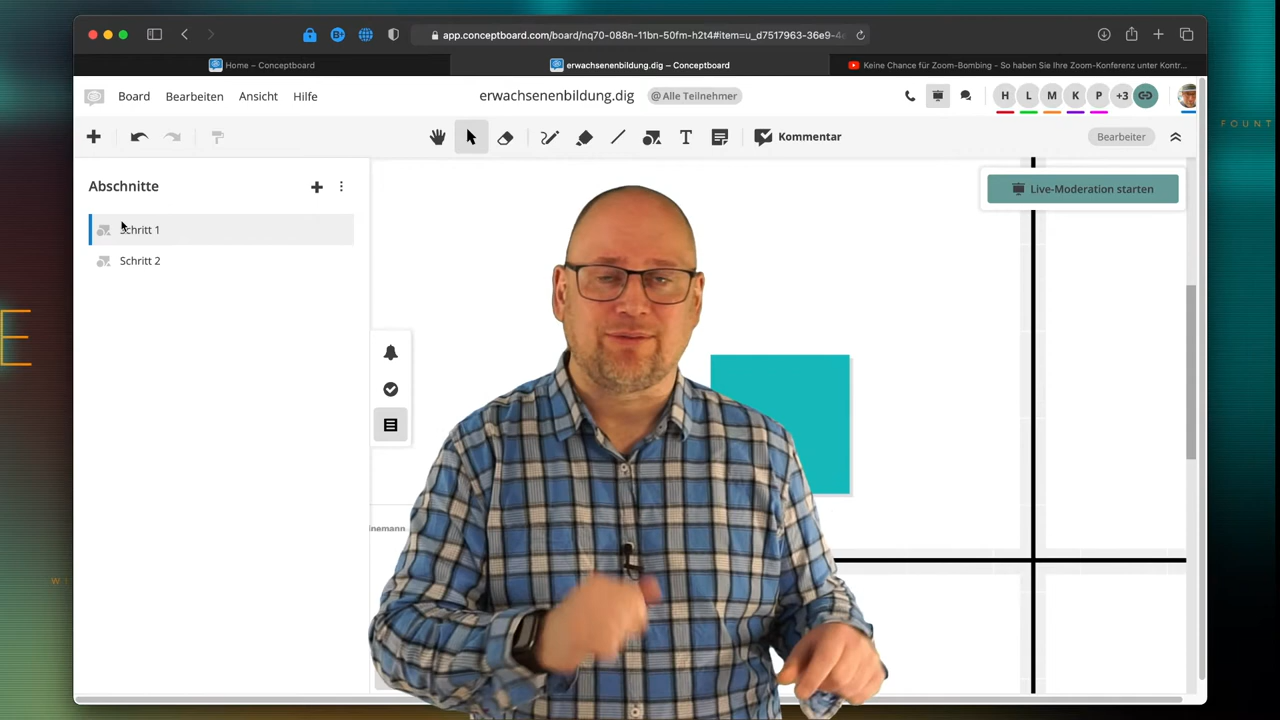 app.conceptboard.com/board/nq70-088n-11bn-50fm-h2t4#item=u_d7517963-36e9-4
Home – Conceptboard
erwachsenenbildung.dig — Conceptboard
Keine Chance für Zoom-Bombing - So haben Sie Ihre Zoom-Konferenz unter Kontr...
Board
Bearbeiten
Ansicht
Hilfe
erwachsenenbildung.dig
@ Alle Teilnehmer
H
L
M
K
P
+3
FOUNT
T
Kommentar
Bearbeiter
Abschnitte
Live-Moderation starten
Schritt 1
Schritt 2
E
inemann
W